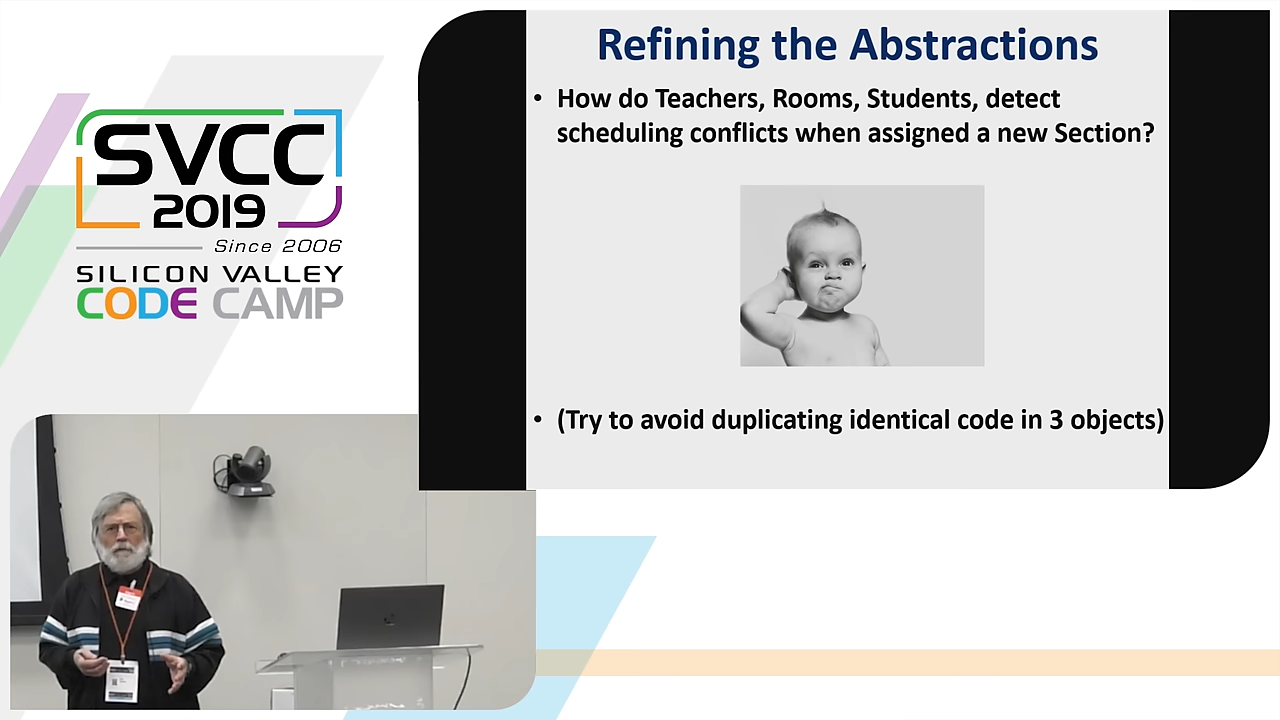 SVCC
2019
Since 2006
SILICON VALLEY
CODE CAMP
Refining the Abstractions
• How do Teachers, Rooms, Students, detect
scheduling conflicts when assigned a new Section?
• (Try to avoid duplicating identical code in 3 objects)